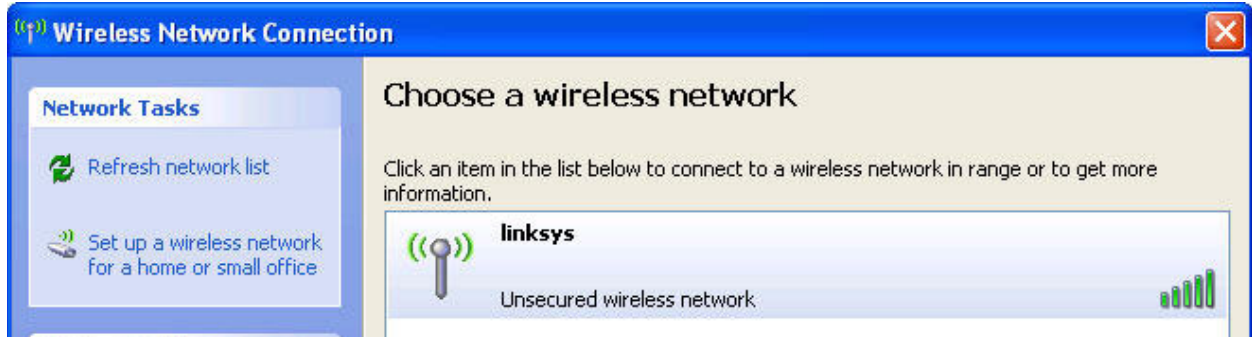 Wireless Network Connection
Network Tasks
Refresh network list
Set up a wireless network
for a home or small office
Choose a wireless network
Click an item in the list below to connect to a wireless network in range or to get more
information.
linksys
Unsecured wireless network